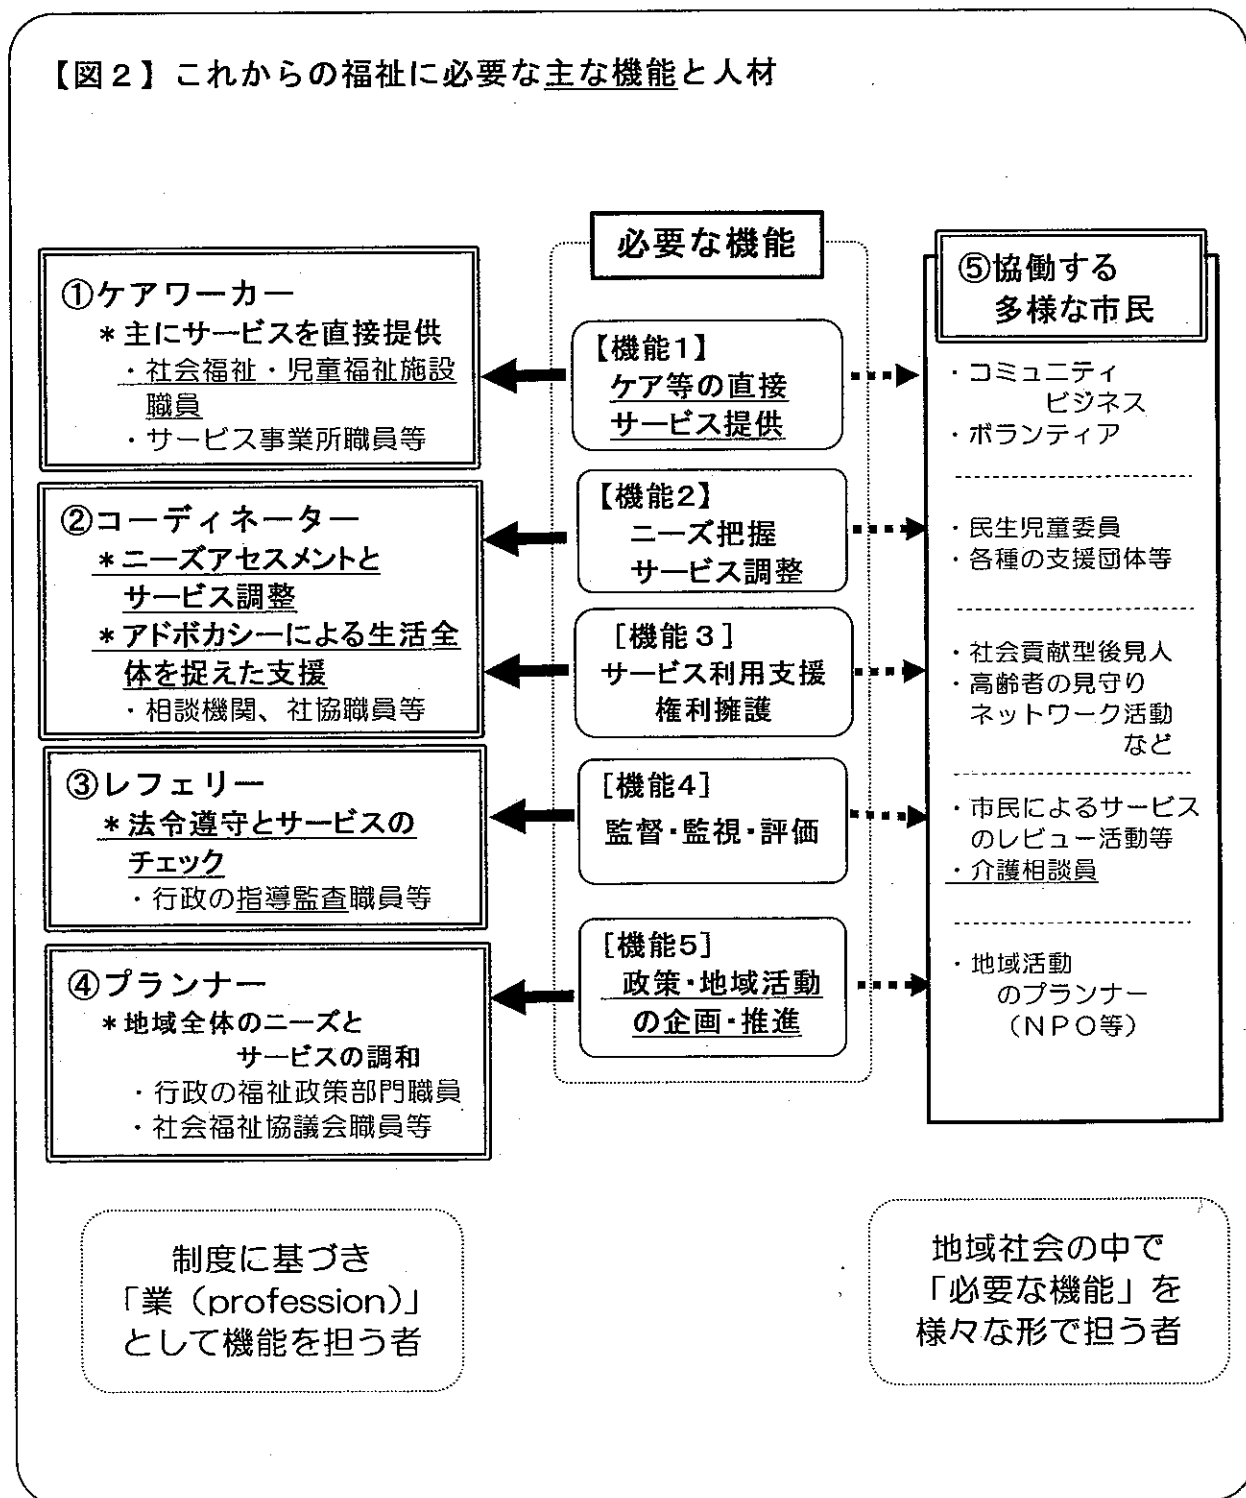 【図２】これからの福祉に必要な主な機能と人材
必要な機能
①ケアワーカー
＊主にサービスを直接提供
・社会福祉・児童福祉施設
職員
・サービス事業所職員等
②コーディネーター
＊ニーズアセスメントと
サービス調整
＊アドボカシーによる生活全
体を捉えた支援
・相談機関、社協職員等
③レフェリー
＊法令遵守とサービスの
チェック
・行政の指導監査職員等
④プランナー
＊地域全体のニーズと
サービスの調和
・行政の福祉政策部門職員
・社会福祉協議会職員等
【機能1】
ケア等の直接
サービス提供
【機能2】
ニーズ把握
サービス調整
［機能３］
サービス利用支援
権利擁護
［機能4］
監督・監視・評価
［機能5］
政策・地域活動
の企画・推進
⑤協働する
多様な市民
・コミュニティ
ビジネス
・ボランティア
・民生児童委員
・各種の支援団体等
・社会貢献型後見人
・高齢者の見守り
ネットワーク活動
など
・市民によるサービス
のレビュー活動等
・介護相談員
・地域活動
のプランナー
（ＮＰＯ等）
制度に基づき
「業（profession）」
として機能を担う者
地域社会の中で
「必要な機能」を
様々な形で担う者